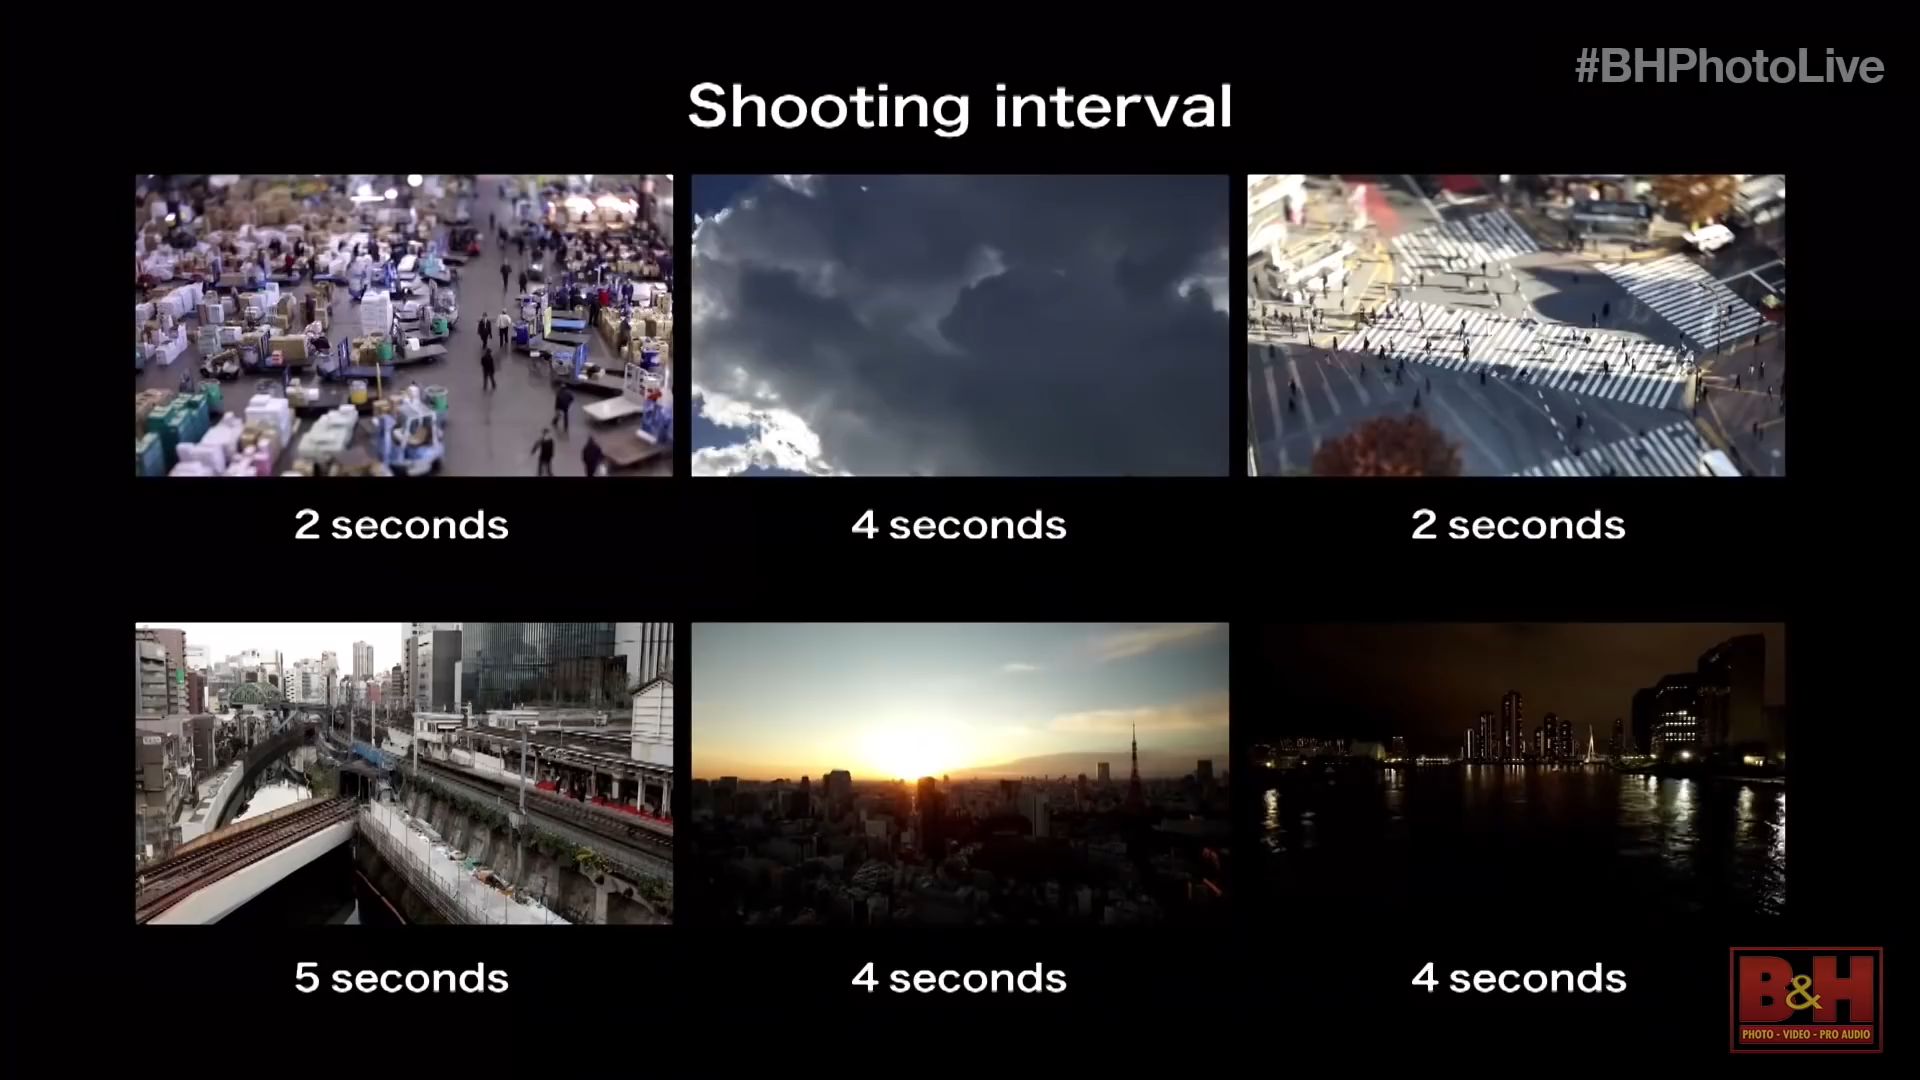 #BHPhotoLive
Shooting interval
2 seconds
4 seconds
2 seconds
5 seconds
4 seconds
4 seconds
B&H
PHOTO - VIDEO - PRO AUDIO